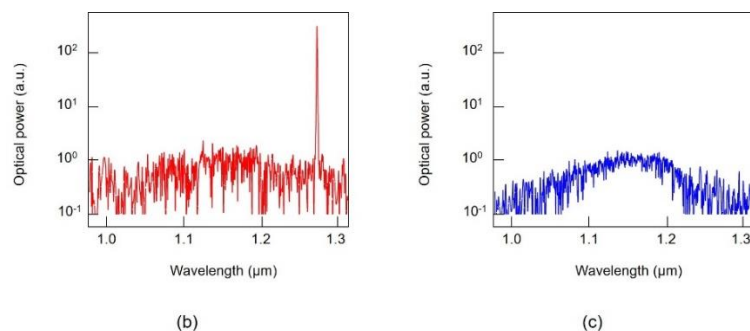 Optical power (a.u.)
10²
10¹
10⁰
10⁻¹
1.0 1.1 1.2 1.3
Wavelength (µm)
(b)
Optical power (a.u.)
10²
10¹
10⁰
10⁻¹
1.0 1.1 1.2 1.3
Wavelength (µm)
(c)